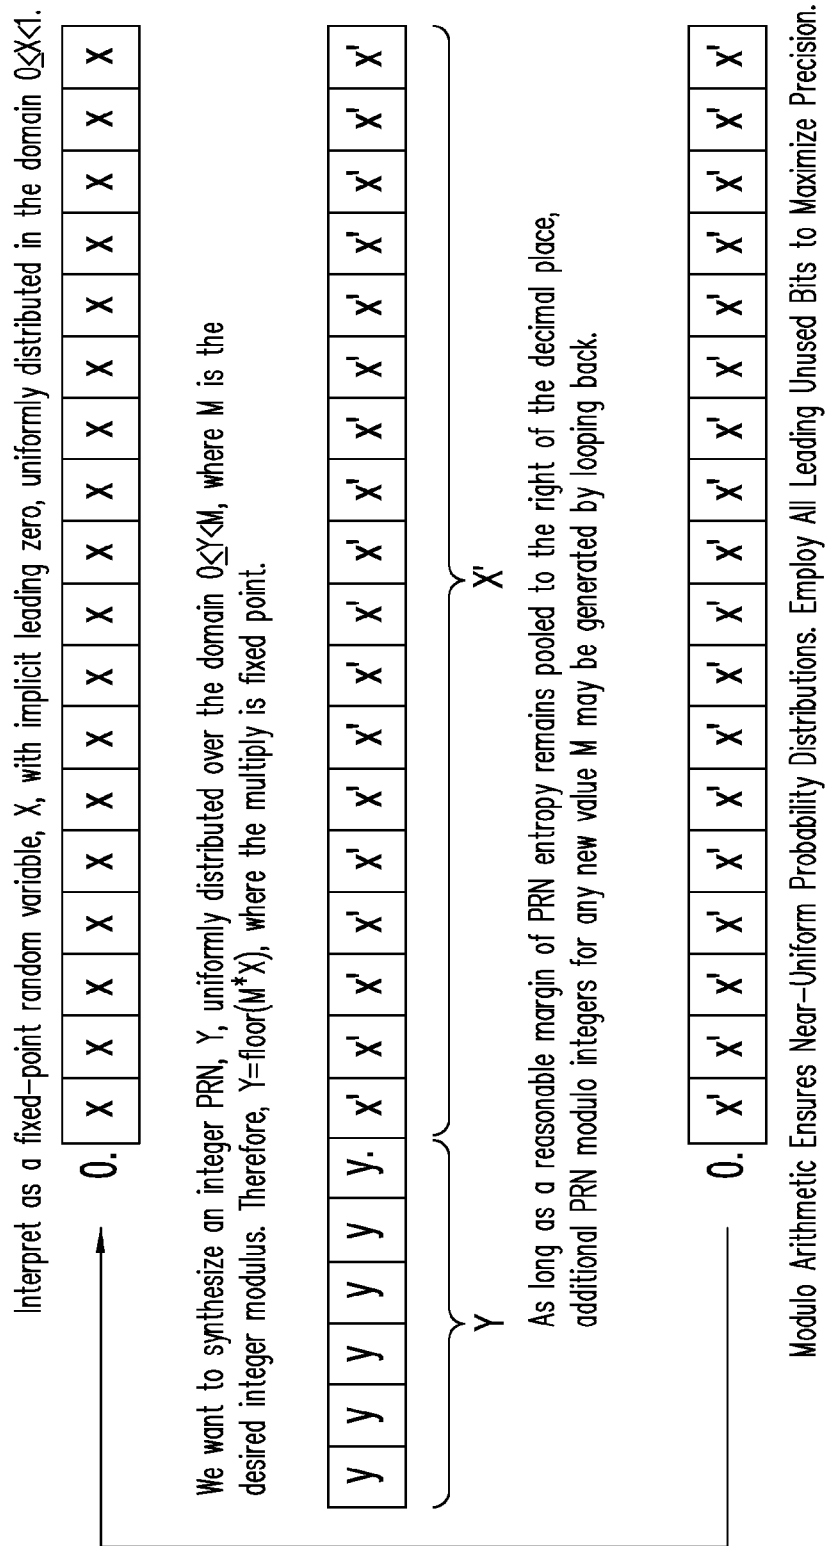 Interpret as a fixed-point random variable, X, with implicit leading zero, uniformly distributed in the domain 0≤X<1.
0. X X X X X X X X X X X X X X X X X X
We want to synthesize an integer PRN, Y, uniformly distributed over the domain 0≤Y<M, where M is the
desired integer modulus. Therefore, Y=floor(M*X), where the multiply is fixed point.
y y y y y y. X' X' X' X' X' X' X' X' X' X' X' X' X' X' X' X' X' X'
Y X'
As long as a reasonable margin of PRN entropy remains pooled to the right of the decimal place,
additional PRN modulo integers for any new value M may be generated by looping back.
0. X' X' X' X' X' X' X' X' X' X' X' X' X' X' X' X' X' X'
Modulo Arithmetic Ensures Near-Uniform Probability Distributions. Employ All Leading Unused Bits to Maximize Precision.